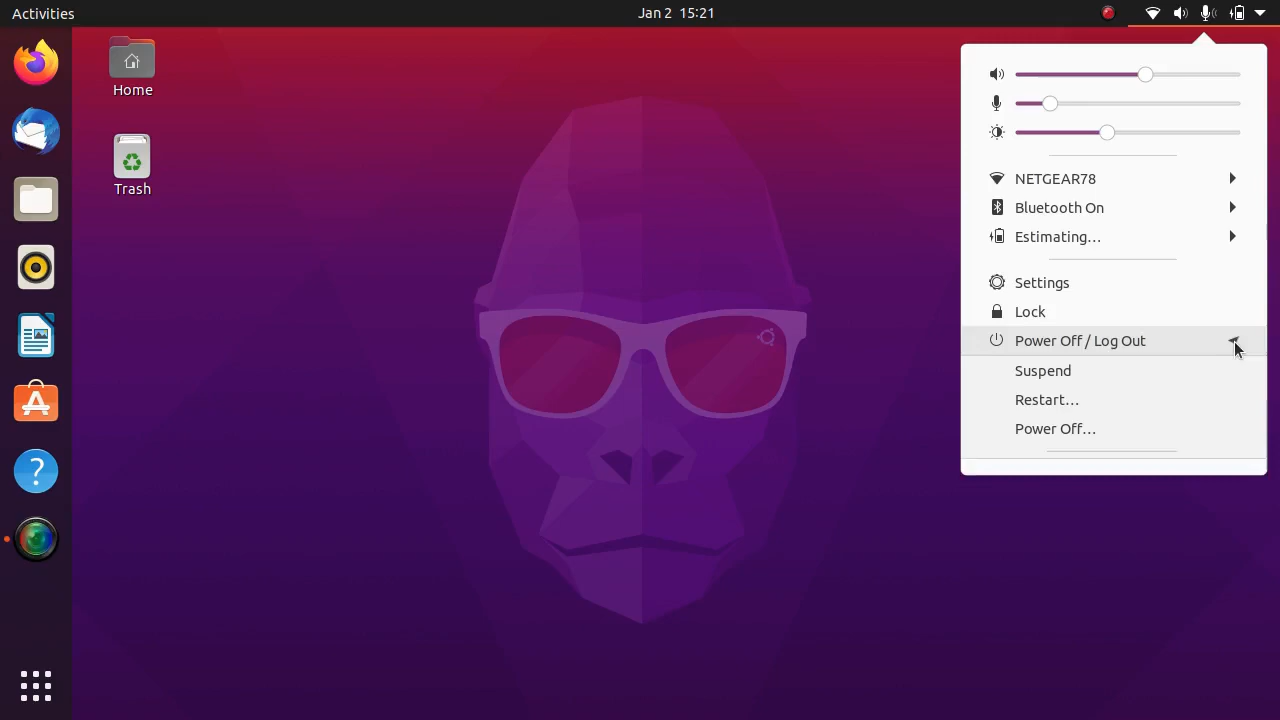 Activities
Jan 2 15:21
Home
Trash
NETGEAR78
Bluetooth On
Estimating…
Settings
Lock
Power Off / Log Out
Suspend
Restart…
Power Off…